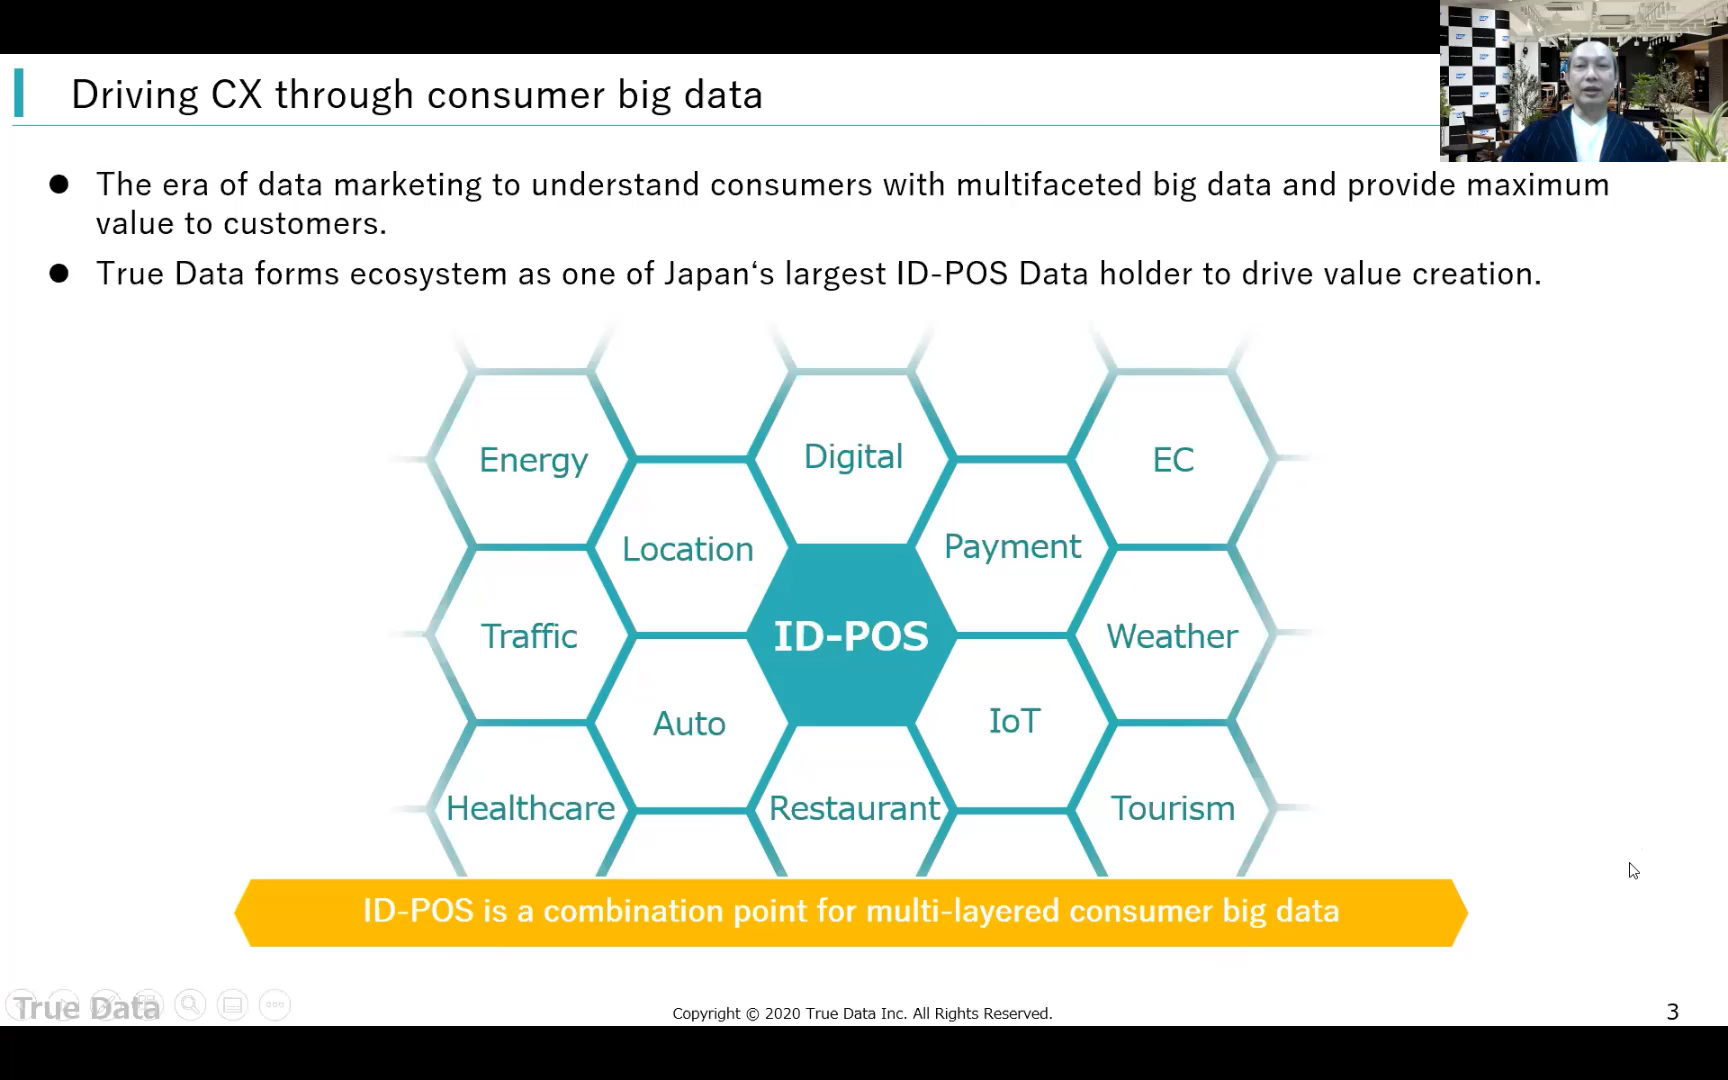 Driving CX through consumer big data
● The era of data marketing to understand consumers with multifaceted big data and provide maximum
value to customers.
● True Data forms ecosystem as one of Japan‘s largest ID-POS Data holder to drive value creation.
Energy
Digital
EC
Location
Payment
Traffic
ID-POS
Weather
Auto
IoT
Healthcare
Restaurant
Tourism
ID-POS is a combination point for multi-layered consumer big data
True Data
Copyright © 2020 True Data Inc. All Rights Reserved.
3